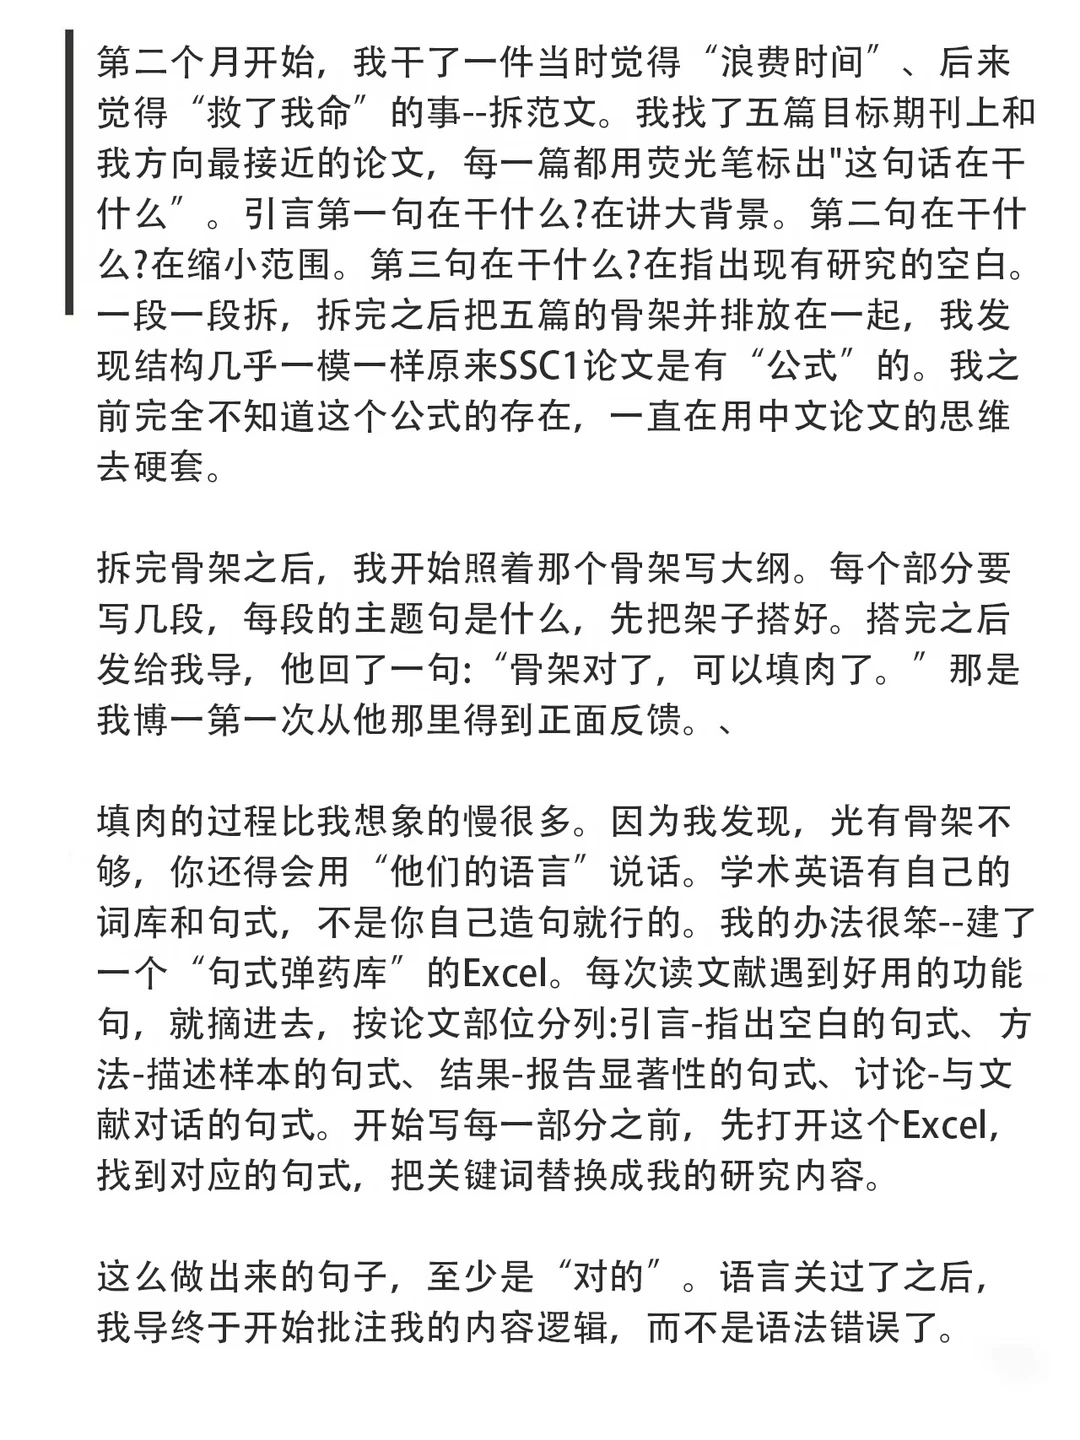 第二个月开始，我干了一件当时觉得“浪费时间”、后来
觉得“救了我命”的事--拆范文。我找了五篇目标期刊上和
我方向最接近的论文，每一篇都用荧光笔标出"这句话在干
什么”。引言第一句在干什么?在讲大背景。第二句在干什
么?在缩小范围。第三句在干什么?在指出现有研究的空白。
一段一段拆，拆完之后把五篇的骨架并排放在一起，我发
现结构几乎一模一样原来SSC1论文是有“公式”的。我之
前完全不知道这个公式的存在，一直在用中文论文的思维
去硬套。
拆完骨架之后，我开始照着那个骨架写大纲。每个部分要
写几段，每段的主题句是什么，先把架子搭好。搭完之后
发给我导，他回了一句:“骨架对了，可以填肉了。”那是
我博一第一次从他那里得到正面反馈。、
填肉的过程比我想象的慢很多。因为我发现，光有骨架不
够，你还得会用“他们的语言”说话。学术英语有自己的
词库和句式，不是你自己造句就行的。我的办法很笨--建了
一个“句式弹药库”的Excel。每次读文献遇到好用的功能
句，就摘进去，按论文部位分列:引言-指出空白的句式、方
法-描述样本的句式、结果-报告显著性的句式、讨论-与文
献对话的句式。开始写每一部分之前，先打开这个Excel，
找到对应的句式，把关键词替换成我的研究内容。
这么做出来的句子，至少是“对的”。语言关过了之后，
我导终于开始批注我的内容逻辑，而不是语法错误了。